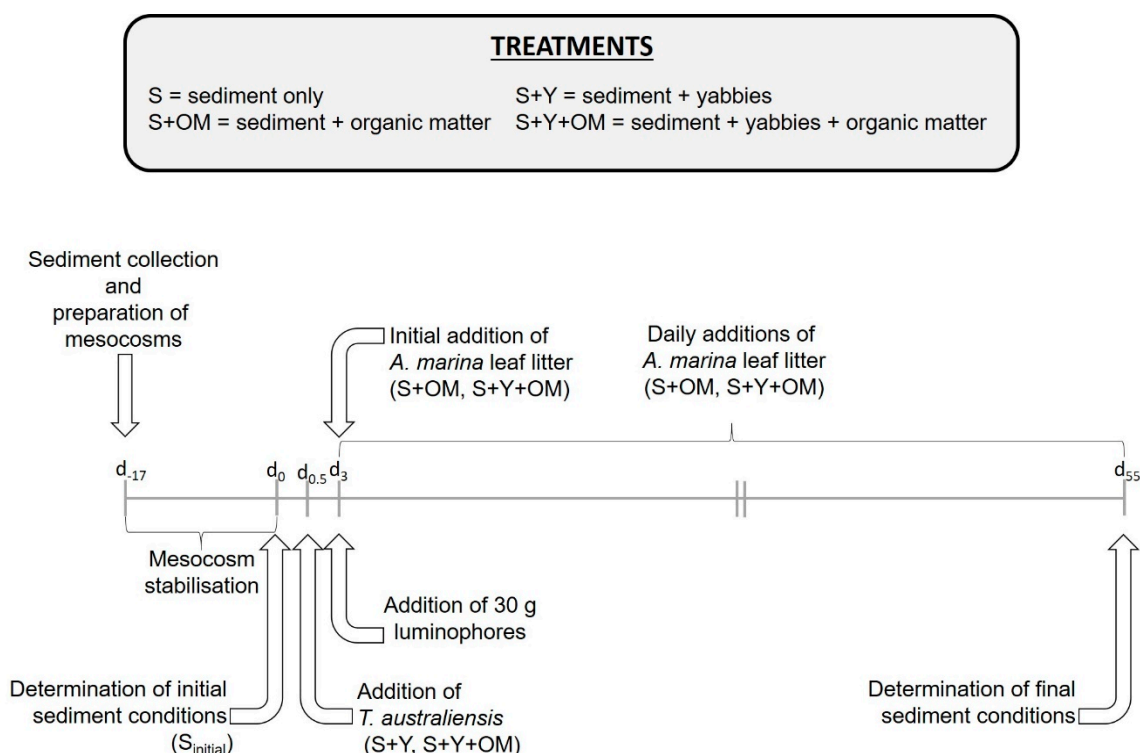 TREATMENTS
S = sediment only
S+Y = sediment + yabbies
S+OM = sediment + organic matter
S+Y+OM = sediment + yabbies + organic matter
Sediment collection
and
preparation of
mesocosms
Initial addition of
A. marina leaf litter
(S+OM, S+Y+OM)
Daily additions of
A. marina leaf litter
(S+OM, S+Y+OM)
d-17
d0
d0.5
d3
d55
Mesocosm
stabilisation
Addition of 30 g
luminophores
Determination of initial
sediment conditions
(Sinitial)
Addition of
T. australiensis
(S+Y, S+Y+OM)
Determination of final
sediment conditions